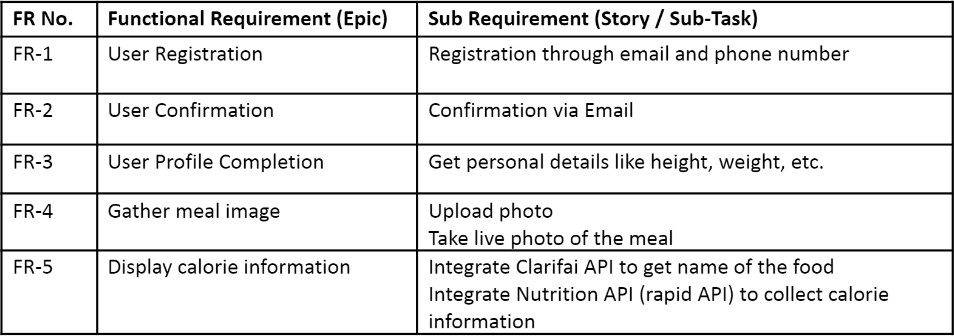 FR No. Functional Requirement (Epic) Sub Requirement (Story / Sub-Task)
FR-1 User Registration Registration through email and phone number
FR-2 User Confirmation Confirmation via Email
FR-3 User Profile Completion Get personal details like height, weight, etc.
FR-4 Gather meal image Upload photo
Take live photo of the meal
FR-5 Display calorie information Integrate Clarifai API to get name of the food
Integrate Nutrition API (rapid API) to collect calorie
information